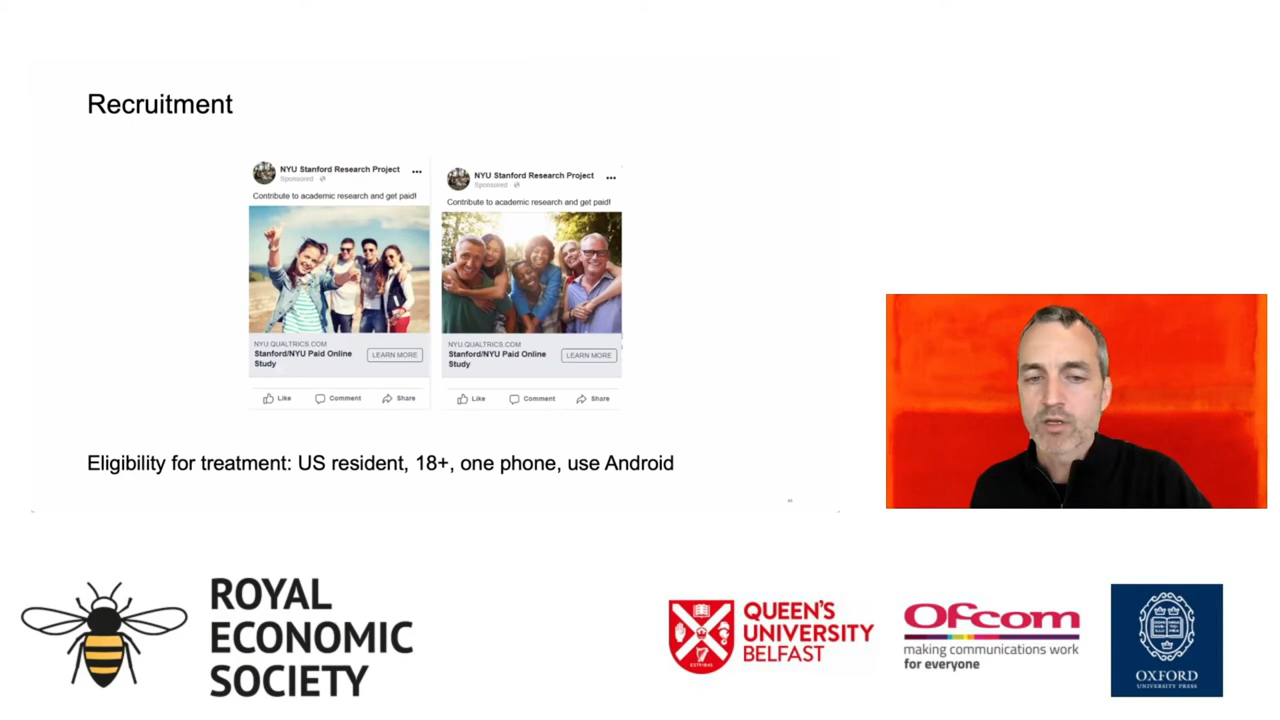 Recruitment
NYU Stanford Research Project
Sponsored
Contribute to academic research and get paid!
NYU.QUALTRICS.COM
Stanford/NYU Paid Online
Study
LEARN MORE
Like
Comment
Share
NYU Stanford Research Project
Sponsored
Contribute to academic research and get paid!
NYU.QUALTRICS.COM
Stanford/NYU Paid Online
Study
LEARN MORE
Like
Comment
Share
Eligibility for treatment: US resident, 18+, one phone, use Android
ROYAL
ECONOMIC
SOCIETY
QUEEN'S
UNIVERSITY
BELFAST
ESTD1845
Ofcom
making communications work
for everyone
OXFORD
UNIVERSITY PRESS